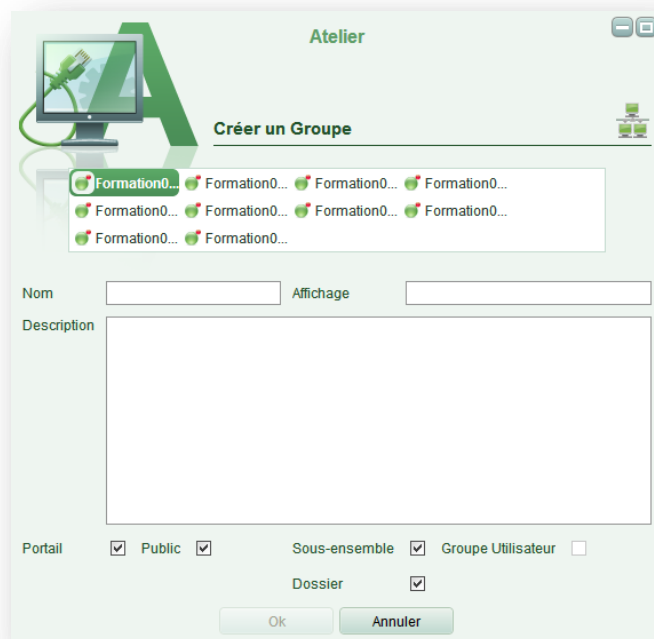 Atelier
Créer un Groupe
Formation0... Formation0... Formation0... Formation0...
Formation0... Formation0... Formation0... Formation0...
Formation0... Formation0...
Nom Affichage
Description
Portail Public Sous-ensemble Groupe Utilisateur
Dossier
Ok Annuler